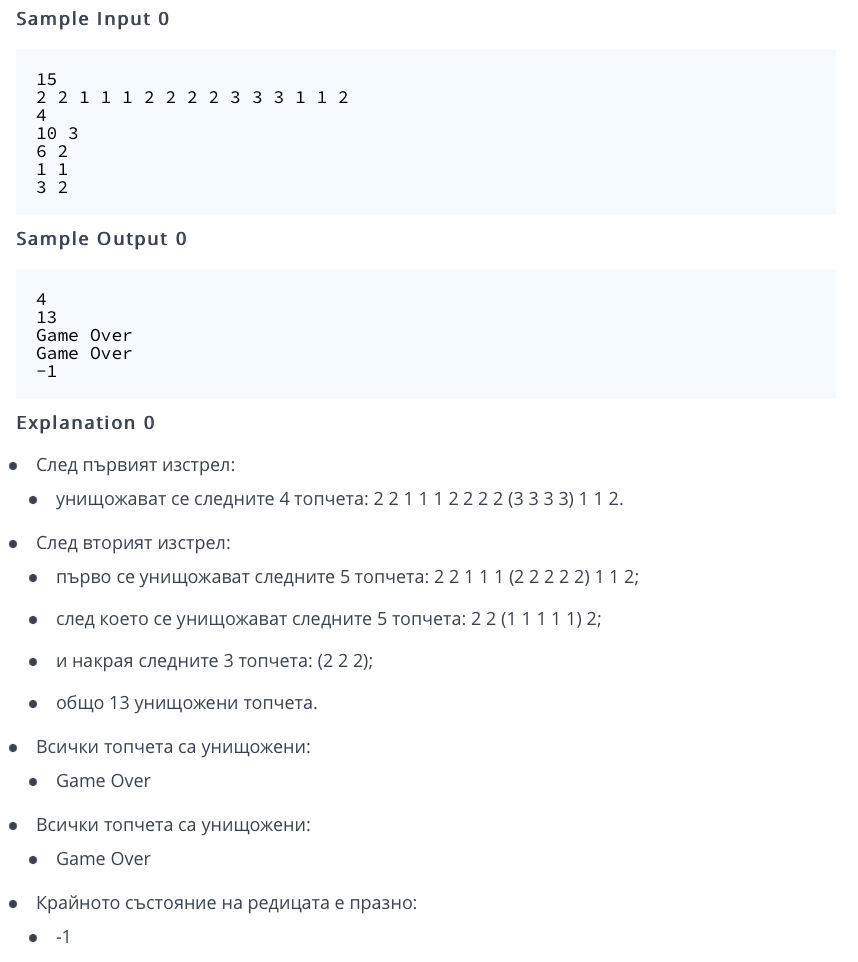 Sample Input 0
15
2 2 1 1 1 2 2 2 2 3 3 3 1 1 2
4
10 3
6 2
1 1
3 2
Sample Output 0
4
13
Game Over
Game Over
-1
Explanation 0
След първият изстрел:
унищожават се следните 4 топчета: 2 2 1 1 1 2 2 2 2 (3 3 3 3) 1 1 2.
След вторият изстрел:
първо се унищожават следните 5 топчета: 2 2 1 1 1 (2 2 2 2 2) 1 1 2;
след което се унищожават следните 5 топчета: 2 2 (1 1 1 1 1) 2;
и накрая следните 3 топчета: (2 2 2);
общо 13 унищожени топчета.
Всички топчета са унищожени:
Game Over
Всички топчета са унищожени:
Game Over
Крайното състояние на редицата е празно:
-1